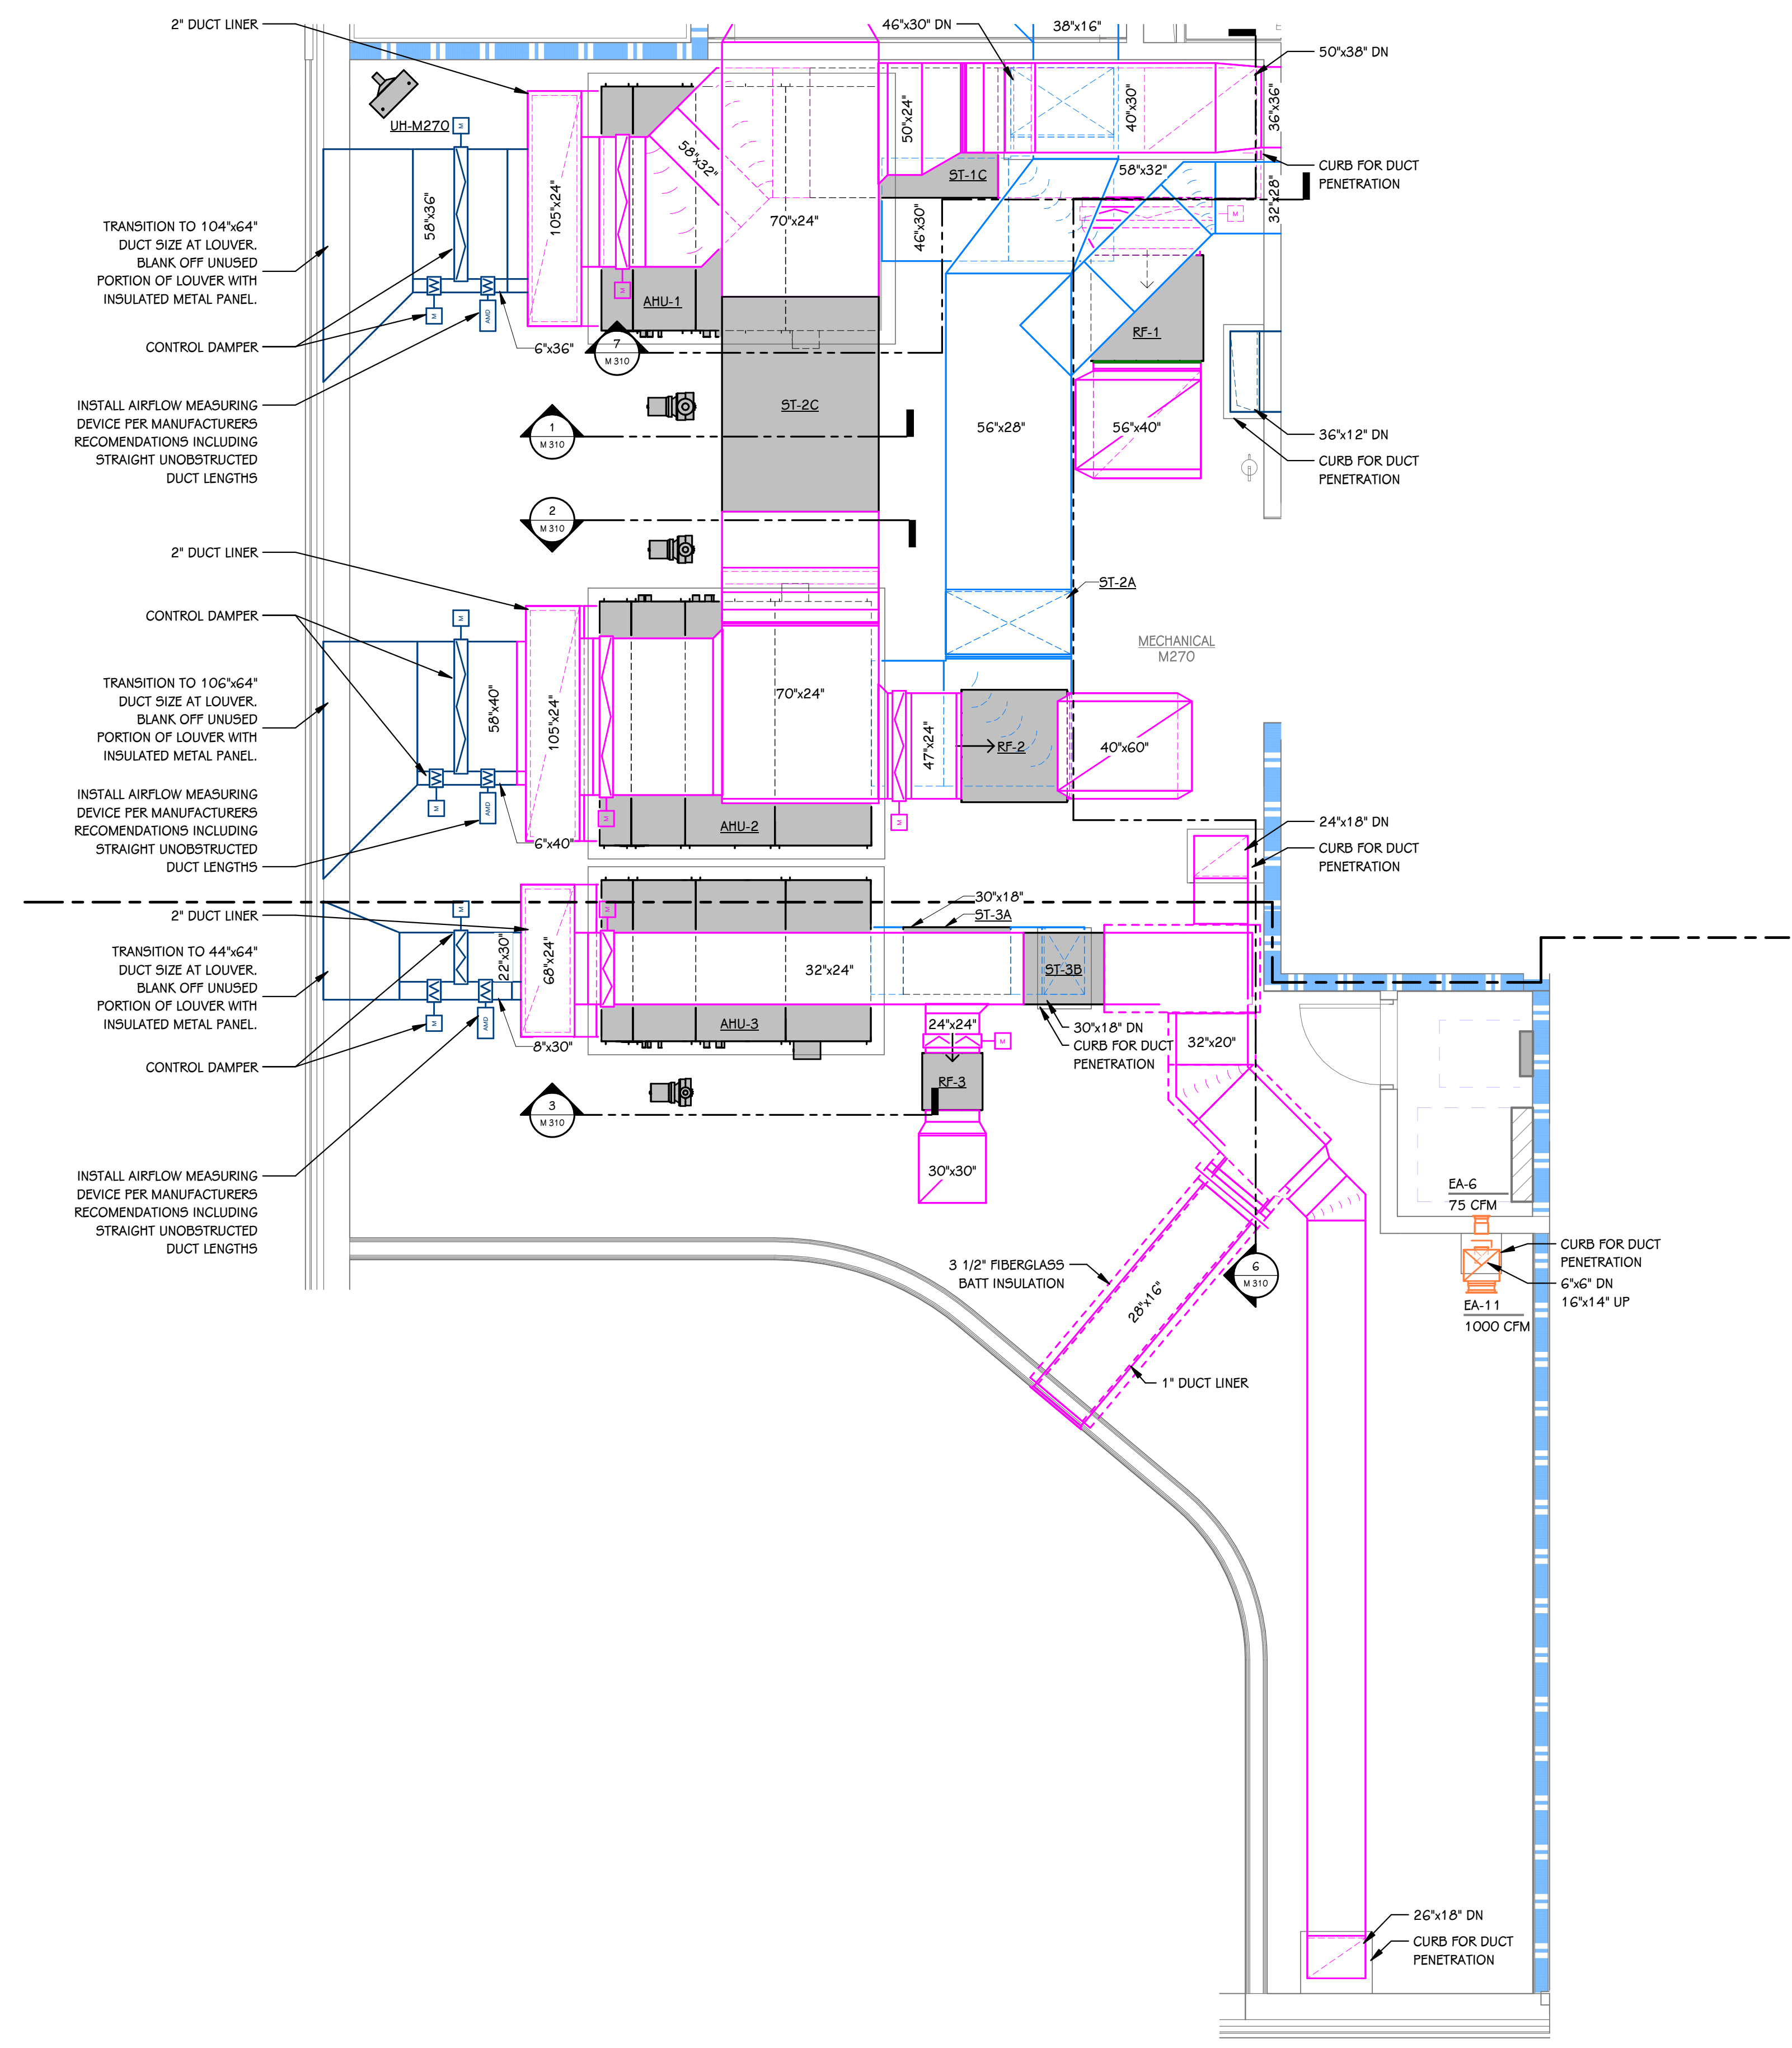 2" DUCT LINER
46"x30" DN
38"x16"
50"x38" DN
UH-M270
M
58"x36"
105"x24"
58"x32"
70"x24"
50"x24"
40"x30"
36"x36"
ST-1C
58"x32"
CURB FOR DUCT
PENETRATION
46"x30"
32"x28"
M
TRANSITION TO 104"x64"
DUCT SIZE AT LOUVER.
BLANK OFF UNUSED
PORTION OF LOUVER WITH
INSULATED METAL PANEL.
M
AMD
M
AHU-1
RF-1
CONTROL DAMPER
6"x36"
7
M 310
INSTALL AIRFLOW MEASURING
DEVICE PER MANUFACTURERS
RECOMENDATIONS INCLUDING
STRAIGHT UNOBSTRUCTED
DUCT LENGTHS
ST-2C
1
M 310
56"x28"
56"x40"
36"x12" DN
CURB FOR DUCT
PENETRATION
2
M 310
2" DUCT LINER
ST-2A
CONTROL DAMPER
M
MECHANICAL
M270
TRANSITION TO 106"x64"
DUCT SIZE AT LOUVER.
BLANK OFF UNUSED
PORTION OF LOUVER WITH
INSULATED METAL PANEL.
58"x40"
105"x24"
70"x24"
47"x24"
RF-2
40"x60"
INSTALL AIRFLOW MEASURING
DEVICE PER MANUFACTURERS
RECOMENDATIONS INCLUDING
STRAIGHT UNOBSTRUCTED
DUCT LENGTHS
M
AMD
M
AHU-2
M
6"x40"
24"x18" DN
CURB FOR DUCT
PENETRATION
2" DUCT LINER
M
M
30"x18"
ST-3A
TRANSITION TO 44"x64"
DUCT SIZE AT LOUVER.
BLANK OFF UNUSED
PORTION OF LOUVER WITH
INSULATED METAL PANEL.
22"x30"
68"x24"
32"x24"
ST-3B
M
AMD
AHU-3
24"x24"
M
30"x18" DN
CURB FOR DUCT
PENETRATION
32"x20"
8"x30"
CONTROL DAMPER
RF-3
3
M 310
INSTALL AIRFLOW MEASURING
DEVICE PER MANUFACTURERS
RECOMENDATIONS INCLUDING
STRAIGHT UNOBSTRUCTED
DUCT LENGTHS
30"x30"
EA-6
75 CFM
3 1/2" FIBERGLASS
BATT INSULATION
6
M 310
28"x16"
CURB FOR DUCT
PENETRATION
6"x6" DN
16"x14" UP
EA-11
1000 CFM
1" DUCT LINER
26"x18" DN
CURB FOR DUCT
PENETRATION